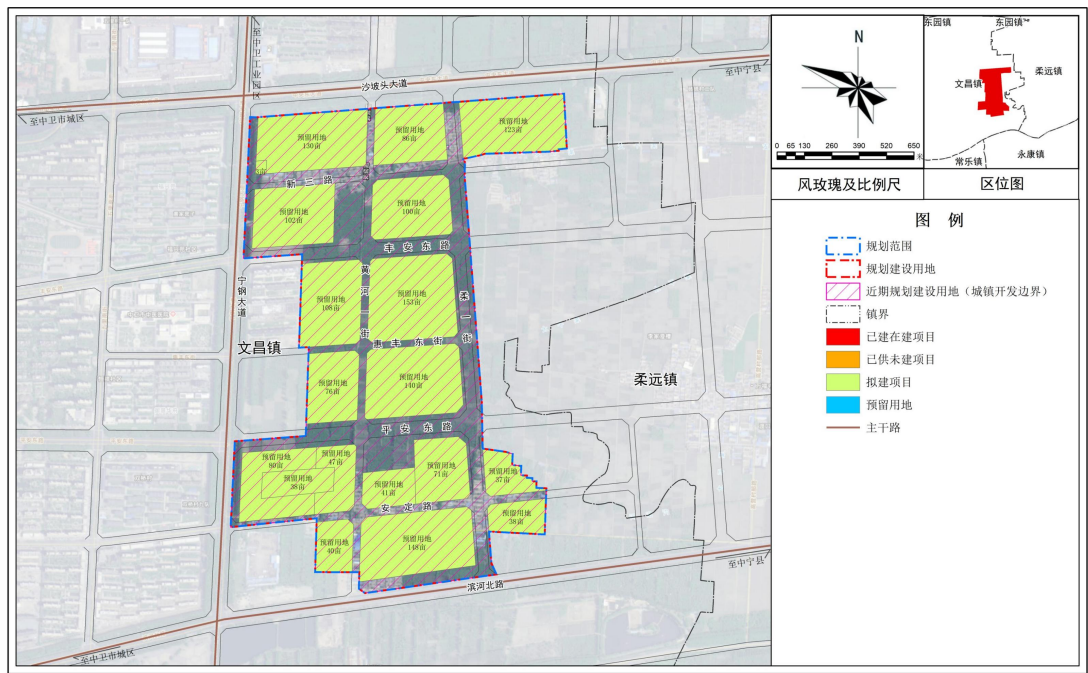 至中卫工业园区
沙坡头大道
至中宁县
至中卫市城区
预留用地
130亩
预留用地
86亩
预留用地
123亩
新三路
预留用地
102亩
预留用地
100亩
丰安东路
宁钢大道
黄河一街
柔一街
预留用地
108亩
预留用地
155亩
惠丰东街
文昌镇
柔远镇
预留用地
76亩
预留用地
140亩
平安东路
预留用地
80亩
预留用地
47亩
预留用地
38亩
预留用地
71亩
预留用地
41亩
预留用地
37亩
安定路
预留用地
38亩
预留用地
40亩
预留用地
148亩
滨河北路
至中宁县
至中卫市城区
N
0 65 130 260 390 520 650
米
风玫瑰及比例尺
东园镇
东园镇
柔远镇
文昌镇
永康镇
常乐镇
区位图
图 例
规划范围
规划建设用地
近期规划建设用地（城镇开发边界）
镇界
已建在建项目
已供未建项目
拟建项目
预留用地
主干路